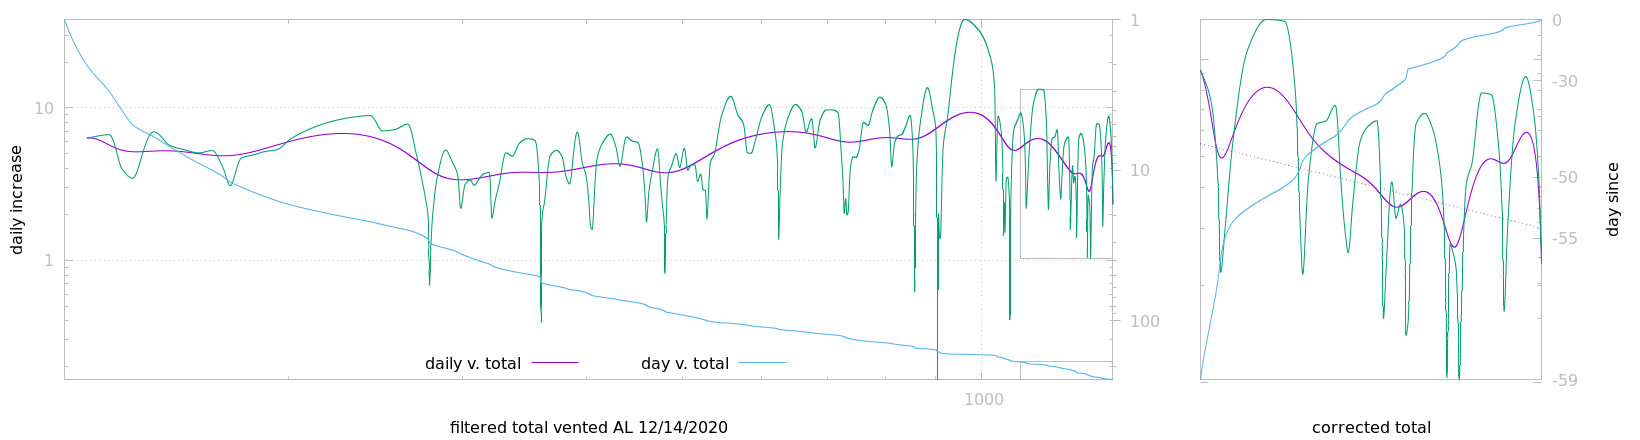 1
0
10
-30
daily increase
10
-50
day since
1
-55
100
daily v. total
day v. total
-59
1000
filtered total vented AL 12/14/2020
corrected total